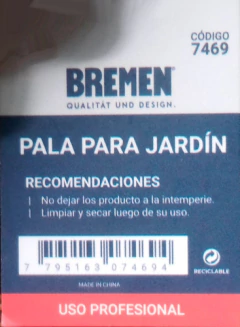 CÓDIGO
7469
BREMEN
QUALITÄT UND DESIGN.
PALA PARA JARDÍN
RECOMENDACIONES
| No dejar los producto a la intemperie.
| Limpiar y secar luego de su uso.
7 795163 074694
RECYCLABLE
MADE IN CHINA
USO PROFESIONAL